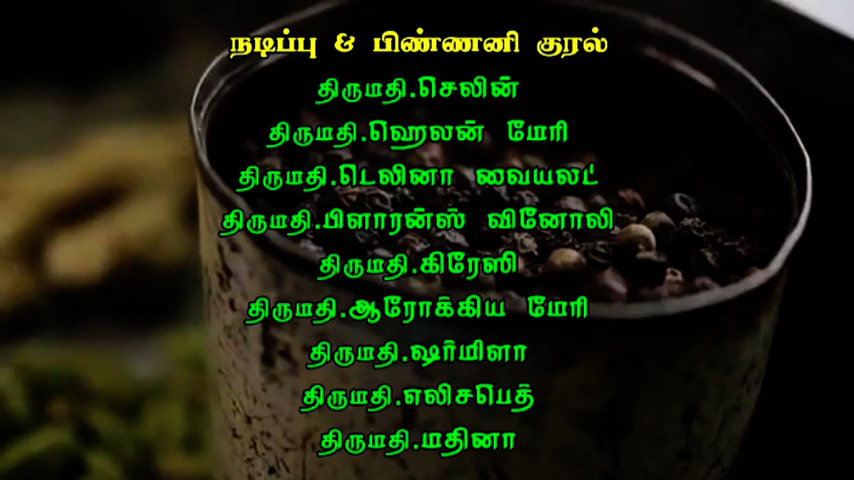 நடிப்பு & பிண்ணனி குரல்
திருமதி.செலின்
திருமதி.ஹெலன் மேரி
திருமதி.டெலினா வையலட்
திருமதி.பிளாரன்ஸ் வினோலி
திருமதி.கிரேஸி
திருமதி.ஆரோக்கிய மேரி
திருமதி.ஷர்மிளா
திருமதி.எலிசபெத்
திருமதி.மதினா